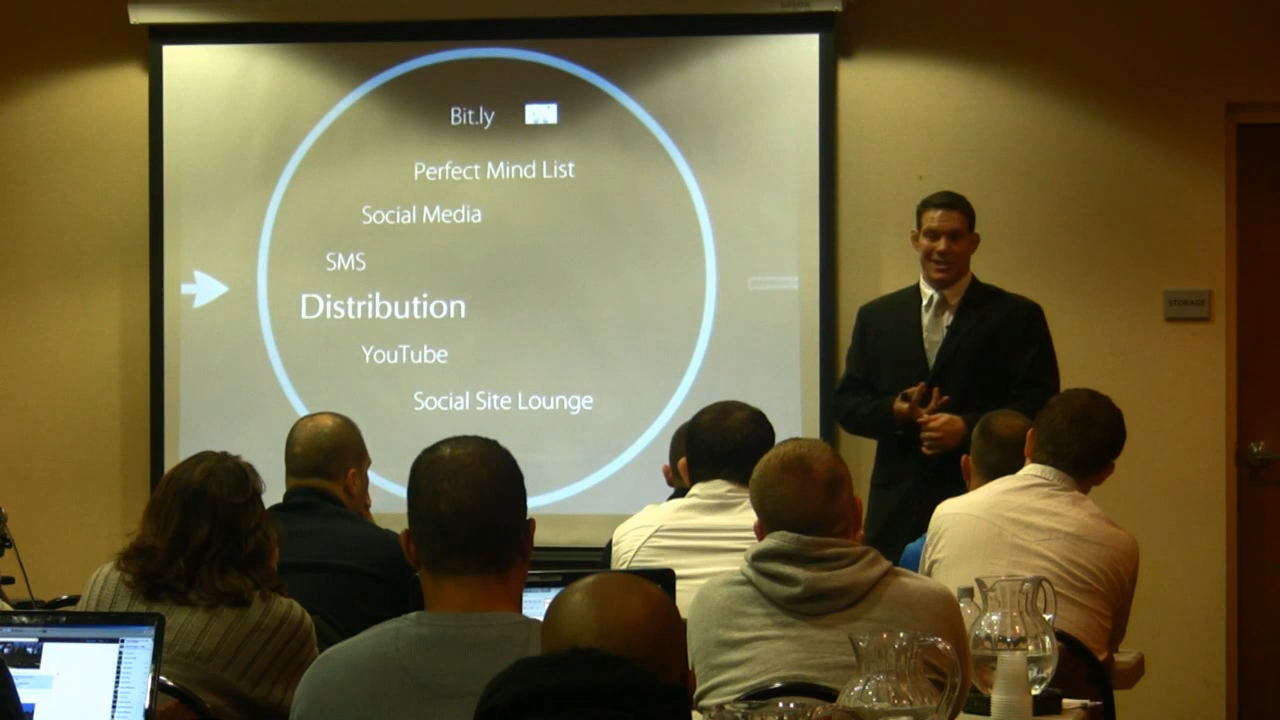 Bit.ly
Perfect Mind List
Social Media
SMS
Distribution
YouTube
Social Site Lounge
STORAGE